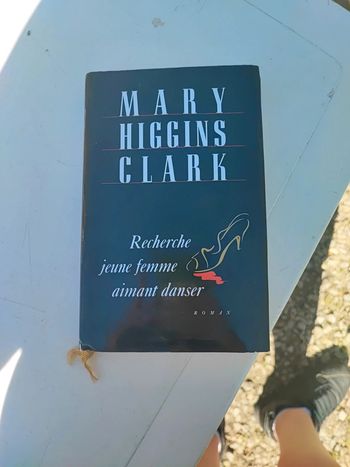 MARY
HIGGINS
CLARK
Recherche
jeune femme
aimant danser
ROMAN